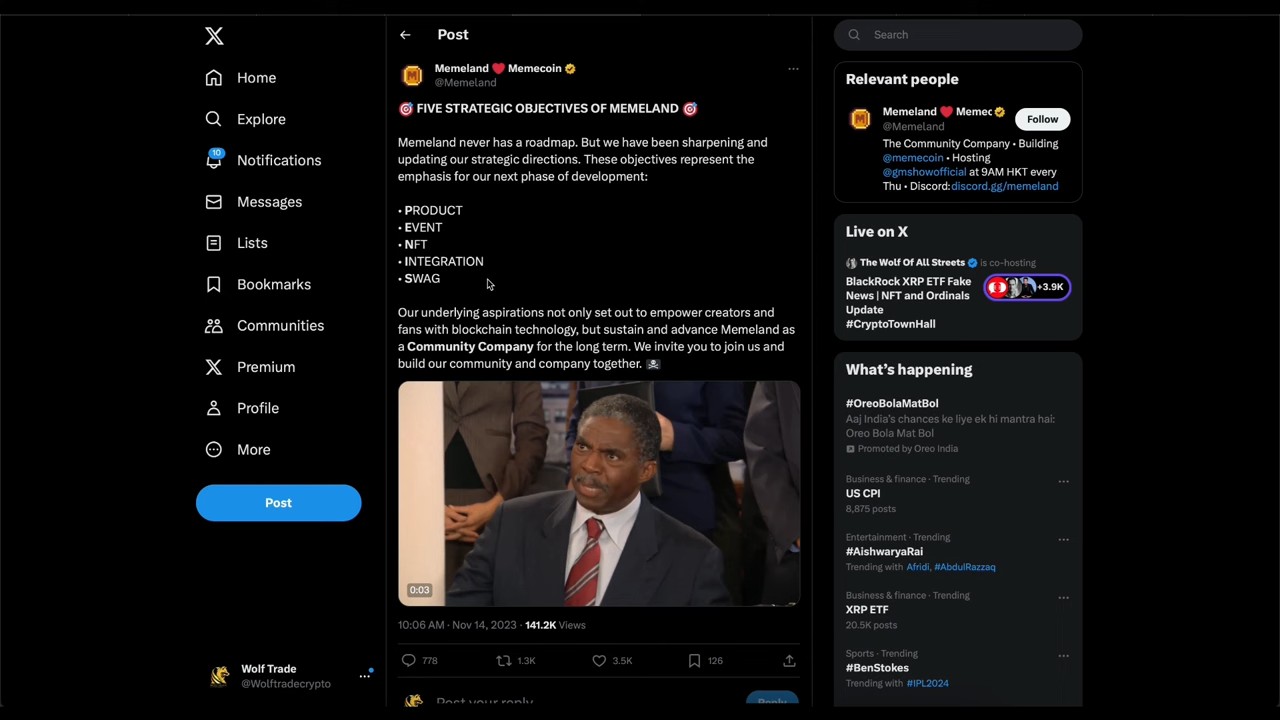 Home
Explore
10
Notifications
Messages
Lists
Bookmarks
Communities
Premium
Profile
More
Post
Wolf Trade
@Wolftradecrypto
Post
Memeland ❤️ Memecoin
@Memeland
🎯 FIVE STRATEGIC OBJECTIVES OF MEMELAND 🎯
Memeland never has a roadmap. But we have been sharpening and
updating our strategic directions. These objectives represent the
emphasis for our next phase of development:
• PRODUCT
• EVENT
• NFT
• INTEGRATION
• SWAG
Our underlying aspirations not only set out to empower creators and
fans with blockchain technology, but sustain and advance Memeland as
a Community Company for the long term. We invite you to join us and
build our community and company together. 🏴‍☠️
0:03
10:06 AM · Nov 14, 2023 · 141.2K Views
778 1.3K 3.5K 126
Post your reply
Reply
Search
Relevant people
Memeland ❤️ Memec
@Memeland
Follow
The Community Company • Building
@memecoin • Hosting
@gmshowofficial at 9AM HKT every
Thu • Discord:discord.gg/memeland
Live on X
The Wolf Of All Streets is co-hosting
BlackRock XRP ETF Fake
News | NFT and Ordinals
Update
#CryptoTownHall
+3.9K
What's happening
#OreoBolaMatBol
Aaj India's chances ke liye ek hi mantra hai:
Oreo Bola Mat Bol
Promoted by Oreo India
Business & finance · Trending
US CPI
8,875 posts
Entertainment · Trending
#AishwaryaRai
Trending with Afridi, #AbdulRazzaq
Business & finance · Trending
XRP ETF
20.5K posts
Sports · Trending
#BenStokes
Trending with #IPL2024